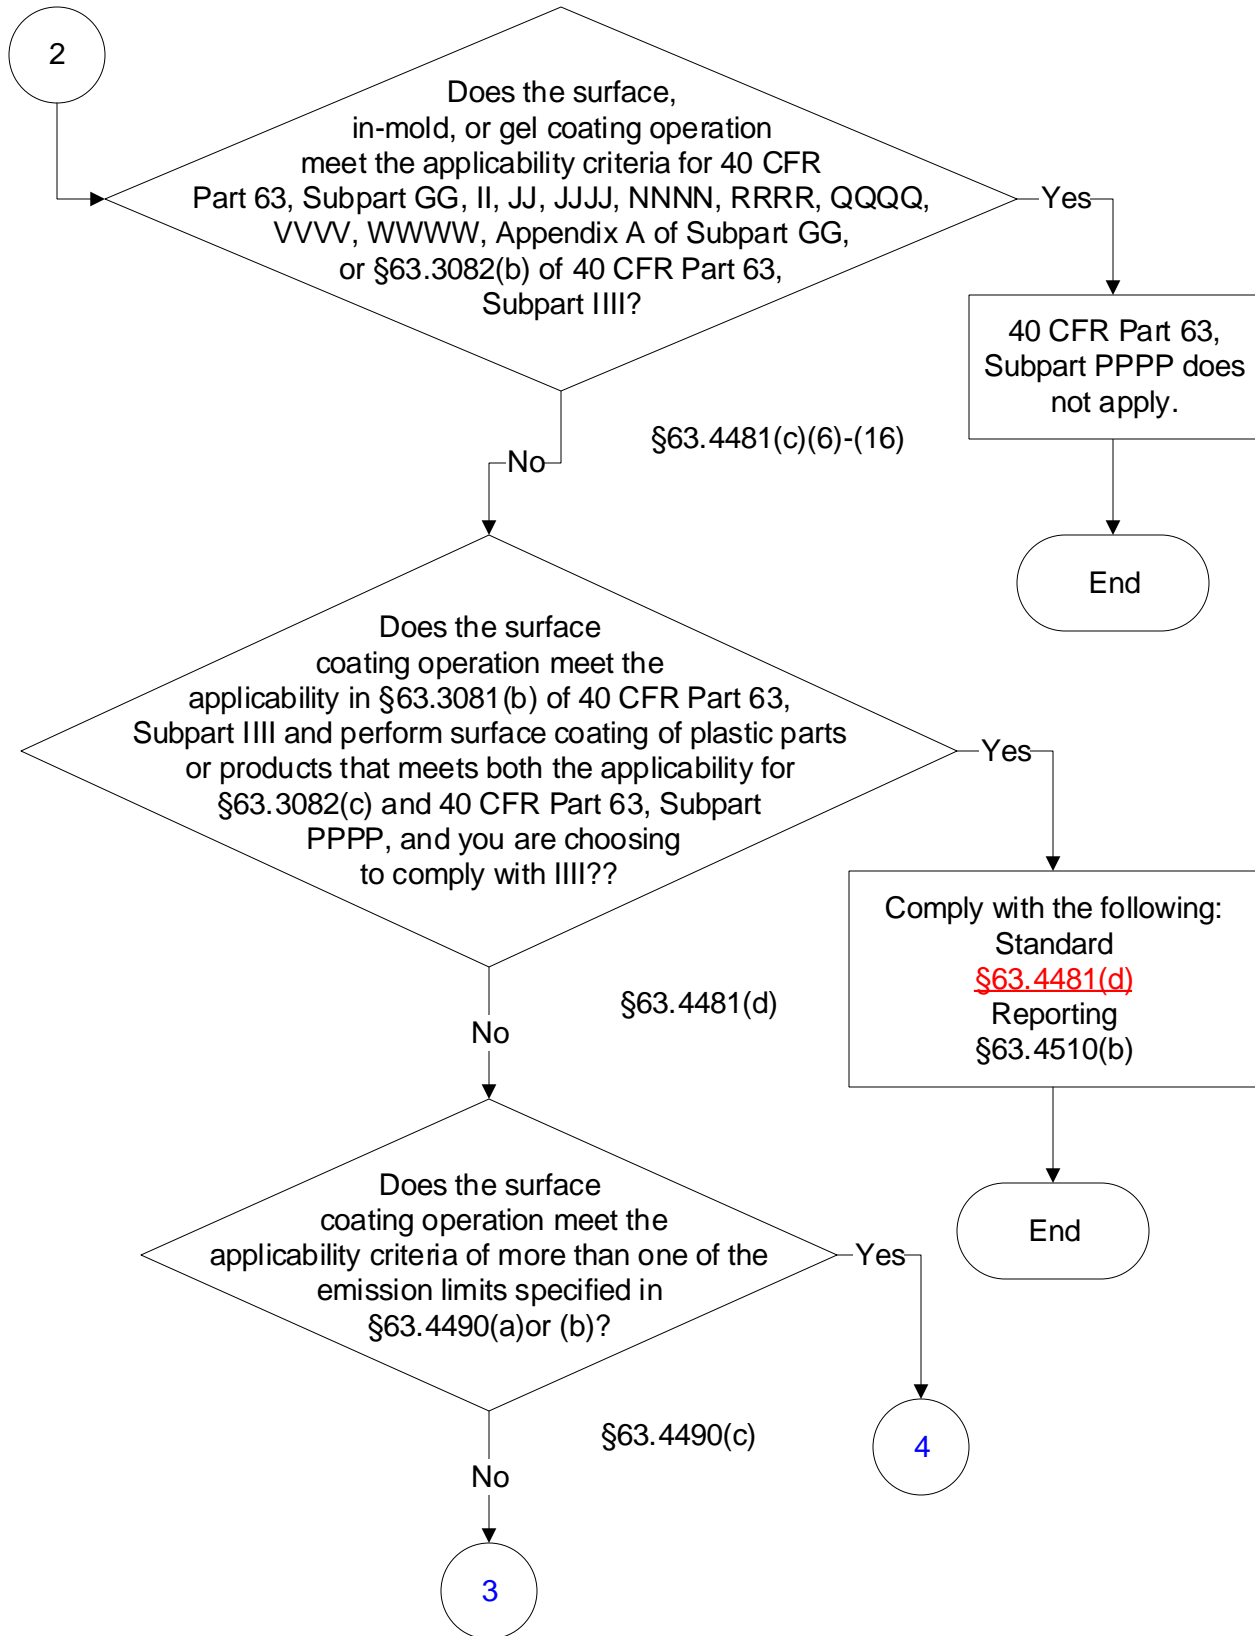 2
Does the surface,
in-mold, or gel coating operation
meet the applicability criteria for 40 CFR
Part 63, Subpart GG, II, JJ, JJJJ, NNNN, RRRR, QQQQ,
VVVV, WWWW, Appendix A of Subpart GG,
or §63.3082(b) of 40 CFR Part 63,
Subpart IIII?
Yes
40 CFR Part 63,
Subpart PPPP does
not apply.
§63.4481(c)(6)-(16)
No
End
Does the surface
coating operation meet the
applicability in §63.3081(b) of 40 CFR Part 63,
Subpart IIII and perform surface coating of plastic parts
or products that meets both the applicability for
§63.3082(c) and 40 CFR Part 63, Subpart
PPPP, and you are choosing
to comply with IIII??
Yes
Comply with the following:
Standard
§63.4481(d)
Reporting
§63.4510(b)
§63.4481(d)
No
End
Does the surface
coating operation meet the
applicability criteria of more than one of the
emission limits specified in
§63.4490(a)or (b)?
Yes
§63.4490(c)
4
No
3